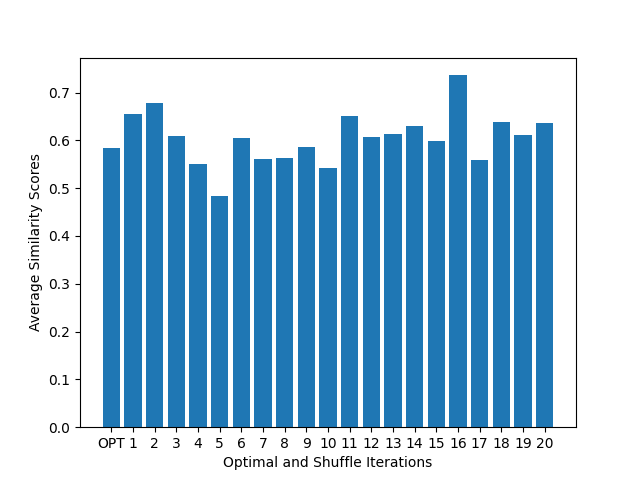 0.7
0.6
0.5
0.4
0.3
0.2
0.1
0.0
Average Similarity Scores
OPT 1 2 3 4 5 6 7 8 9 10 11 12 13 14 15 16 17 18 19 20
Optimal and Shuffle Iterations